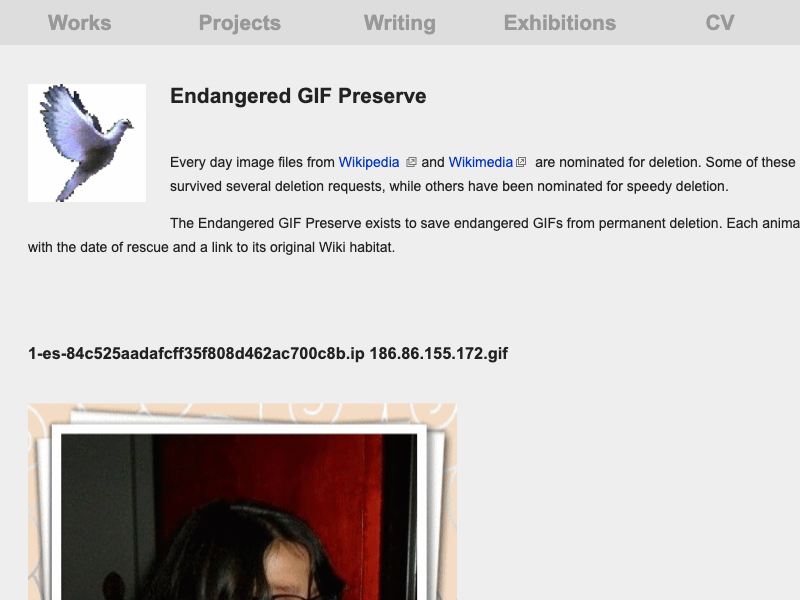 Works Projects Writing Exhibitions CV
Endangered GIF Preserve
Every day image files from Wikipedia and Wikimedia are nominated for deletion. Some of these
survived several deletion requests, while others have been nominated for speedy deletion.
The Endangered GIF Preserve exists to save endangered GIFs from permanent deletion. Each
with the date of rescue and a link to its original Wiki habitat.
1-es-84c525aadafcff35f808d462ac700c8b.ip 186.86.155.172.gif